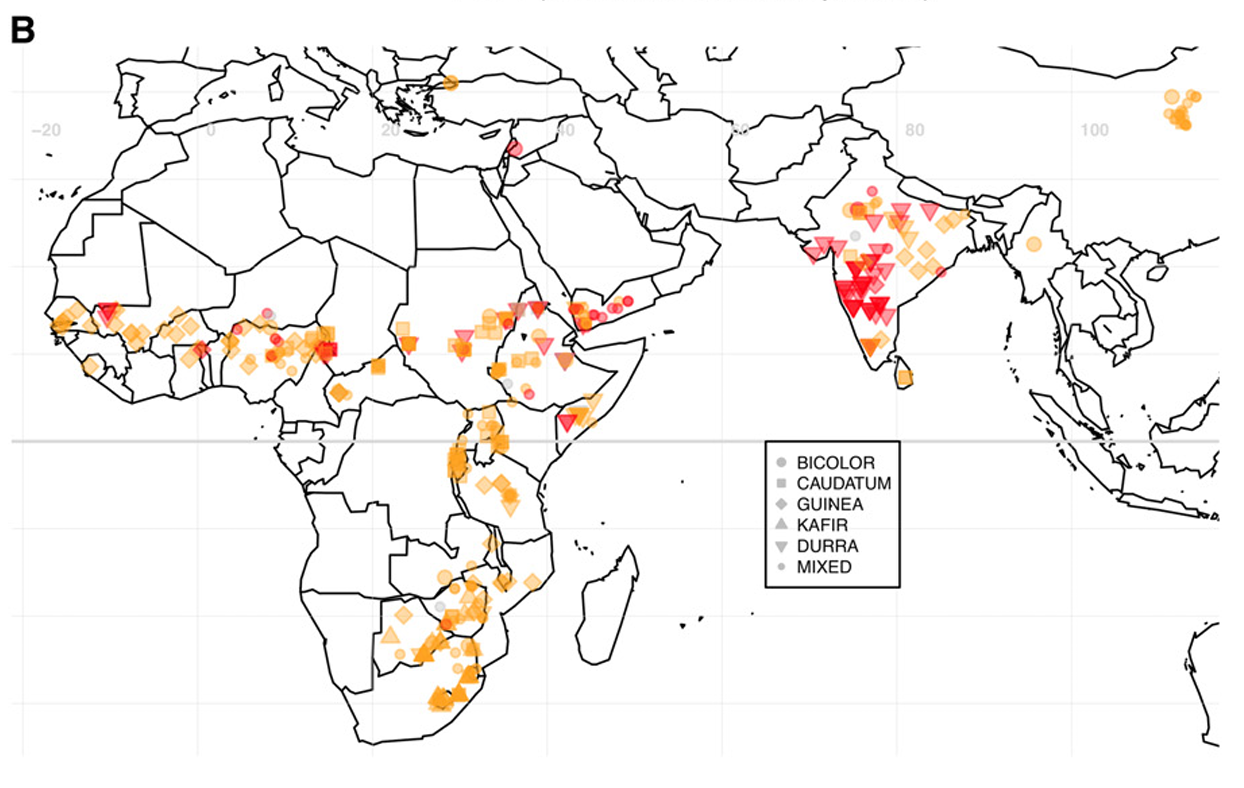 B
−20 0 20 40 60 80 100
BICOLOR
CAUDATUM
GUINEA
KAFIR
DURRA
MIXED